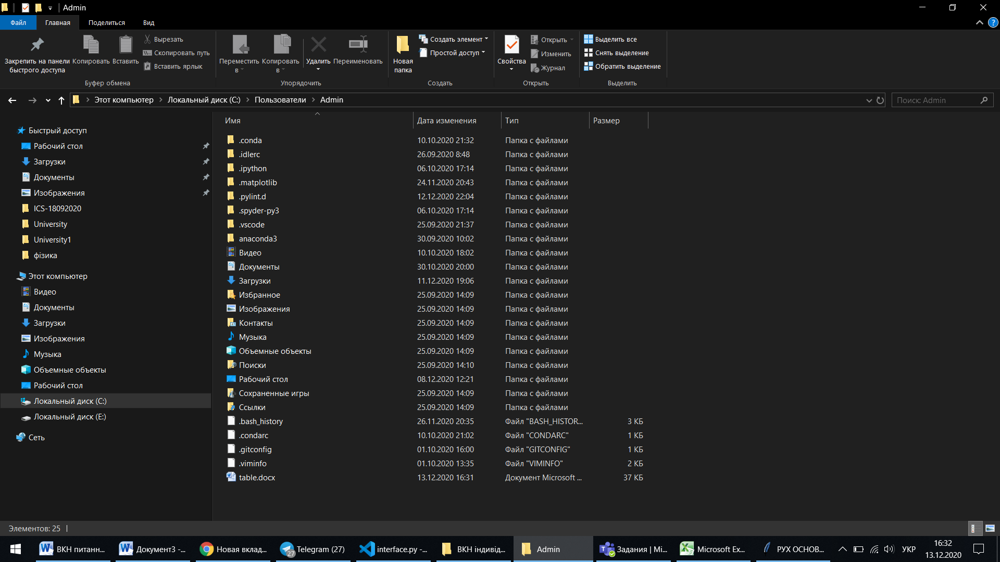 Admin
Файл Главная Поделиться Вид
Закрепить на панели
быстрого доступа
Копировать
Вставить
Вырезать
Скопировать путь
Вставить ярлык
Буфер обмена
Переместить
в
Копировать
в
Удалить
Переименовать
Упорядочить
Новая
папка
Создать элемент
Простой доступ
Создать
Свойства
Открыть
Изменить
Журнал
Открыть
Выделить все
Снять выделение
Обратить выделение
Выделить
Этот компьютер Локальный диск (C:) Пользователи Admin
Поиск: Admin
Быстрый доступ
Рабочий стол
Загрузки
Документы
Изображения
ICS-18092020
University
University1
фізика
Этот компьютер
Видео
Документы
Загрузки
Изображения
Музыка
Объемные объекты
Рабочий стол
Локальный диск (C:)
Локальный диск (E:)
Сеть
Имя Дата изменения Тип Размер
.conda 10.10.2020 21:32 Папка с файлами
.idlerc 26.09.2020 8:48 Папка с файлами
.ipython 06.10.2020 17:14 Папка с файлами
.matplotlib 24.11.2020 20:43 Папка с файлами
.pylint.d 12.12.2020 22:04 Папка с файлами
.spyder-py3 06.10.2020 17:14 Папка с файлами
.vscode 25.09.2020 21:37 Папка с файлами
anaconda3 30.09.2020 10:02 Папка с файлами
Видео 10.10.2020 18:02 Папка с файлами
Документы 30.10.2020 20:00 Папка с файлами
Загрузки 11.12.2020 19:06 Папка с файлами
Избранное 25.09.2020 14:09 Папка с файлами
Изображения 25.09.2020 14:09 Папка с файлами
Контакты 25.09.2020 14:09 Папка с файлами
Музыка 25.09.2020 14:09 Папка с файлами
Объемные объекты 25.09.2020 14:09 Папка с файлами
Поиски 25.09.2020 14:10 Папка с файлами
Рабочий стол 08.12.2020 12:21 Папка с файлами
Сохраненные игры 25.09.2020 14:09 Папка с файлами
Ссылки 25.09.2020 14:09 Папка с файлами
.bash_history 26.11.2020 20:35 Файл "BASH_HISTOR... 3 КБ
.condarc 10.10.2020 21:02 Файл "CONDARC" 1 КБ
.gitconfig 01.10.2020 16:00 Файл "GITCONFIG" 1 КБ
.viminfo 01.10.2020 13:35 Файл "VIMINFO" 2 КБ
table.docx 13.12.2020 16:31 Документ Microsoft ... 37 КБ
Элементов: 25
ВКН питанн... Документ3 -... Новая вклад... 27 Telegram (27) interface.py -... ВКН індивід... Admin Задания | Mi... Microsoft Ex... РУХ ОСНОВ... УКР
16:32
13.12.2020